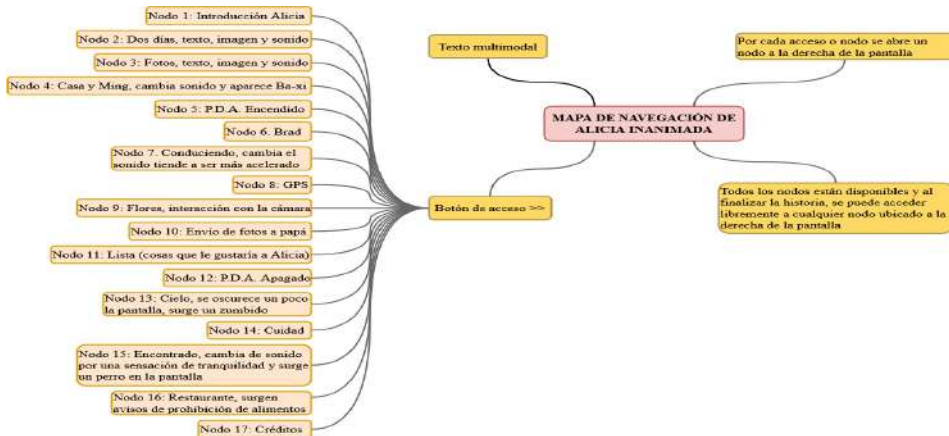 Nodo 1: Introducción Alicia
Nodo 2: Dos días, texto, imagen y sonido
Nodo 3: Fotos, texto, imagen y sonido
Nodo 4: Casa y Ming, cambia sonido y aparece Ba-xi
Nodo 5: P.D.A. Encendido
Nodo 6. Brad
Nodo 7. Conduciendo, cambia el
sonido tiende a ser más acelerado
Nodo 8: GPS
Nodo 9: Flores, interacción con la cámara
Nodo 10: Envío de fotos a papá
Nodo 11: Lista (cosas que le gustaría a Alicia)
Nodo 12: P.D.A. Apagado
Nodo 13: Cielo, se oscurece un poco
la pantalla, surge un zumbido
Nodo 14: Cuidad
Nodo 15: Encontrado, cambia de sonido
por una sensación de tranquilidad y surge
un perro en la pantalla
Nodo 16: Restaurante, surgen
avisos de prohibición de alimentos
Nodo 17: Créditos
Texto multimodal
Botón de acceso >>
MAPA DE NAVEGACIÓN DE
ALICIA INANIMADA
Por cada acceso o nodo se abre un
nodo a la derecha de la pantalla
Todos los nodos están disponibles y al
finalizar la historia, se puede acceder
libremente a cualquier nodo ubicado a la
derecha de la pantalla